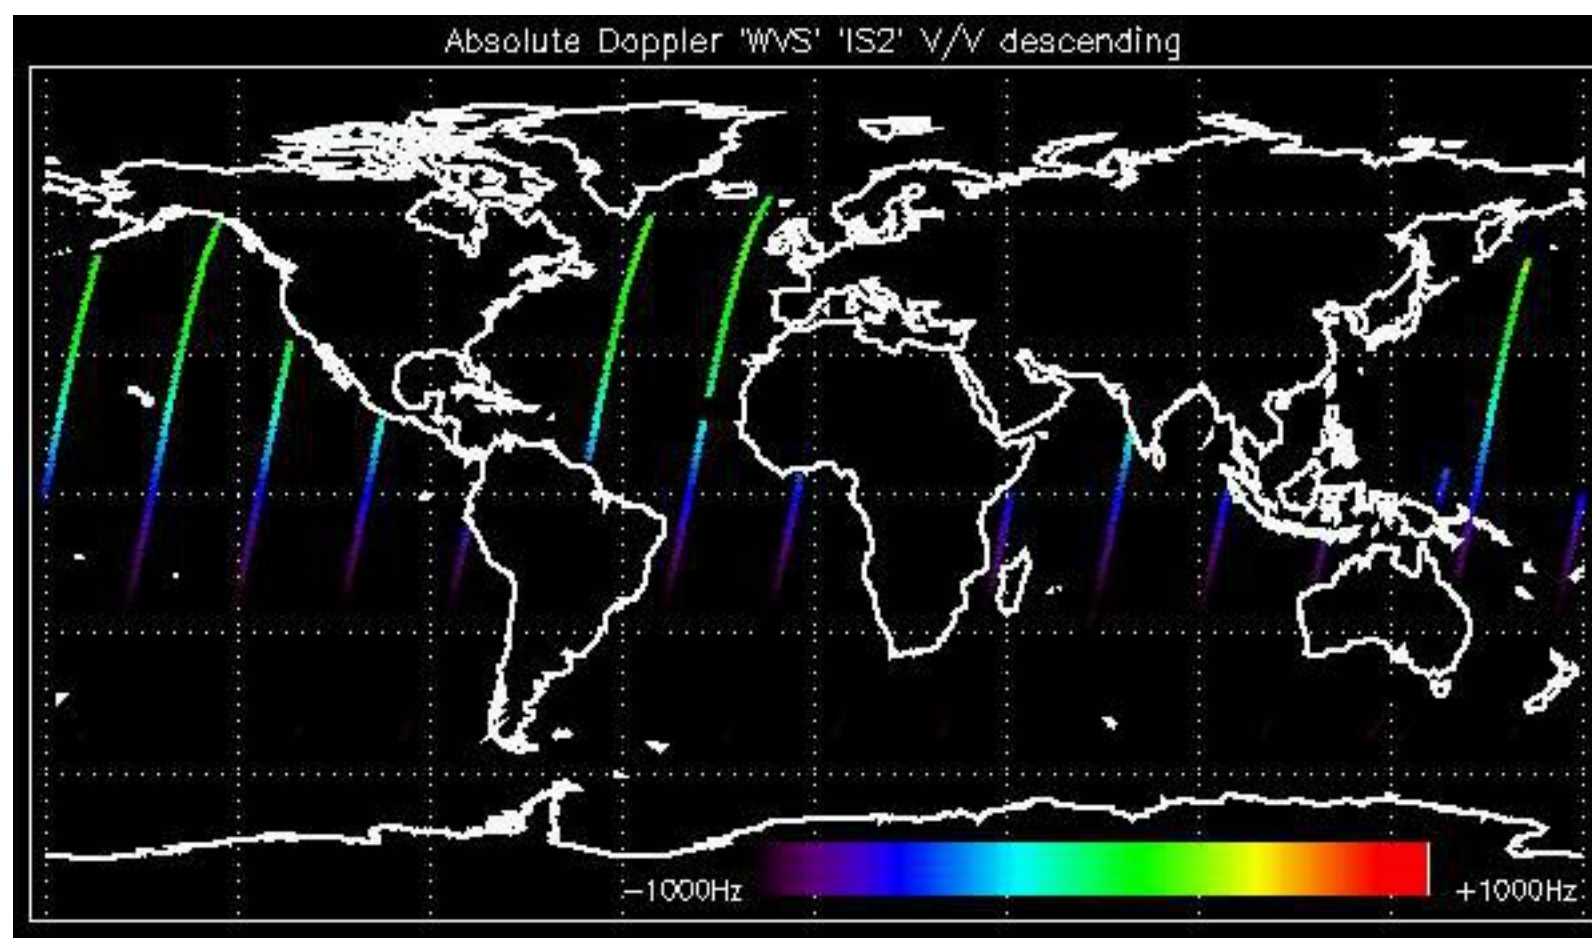 Absolute Doppler 'WVS' 'IS2' V/V descending
-1000Hz
+1000Hz